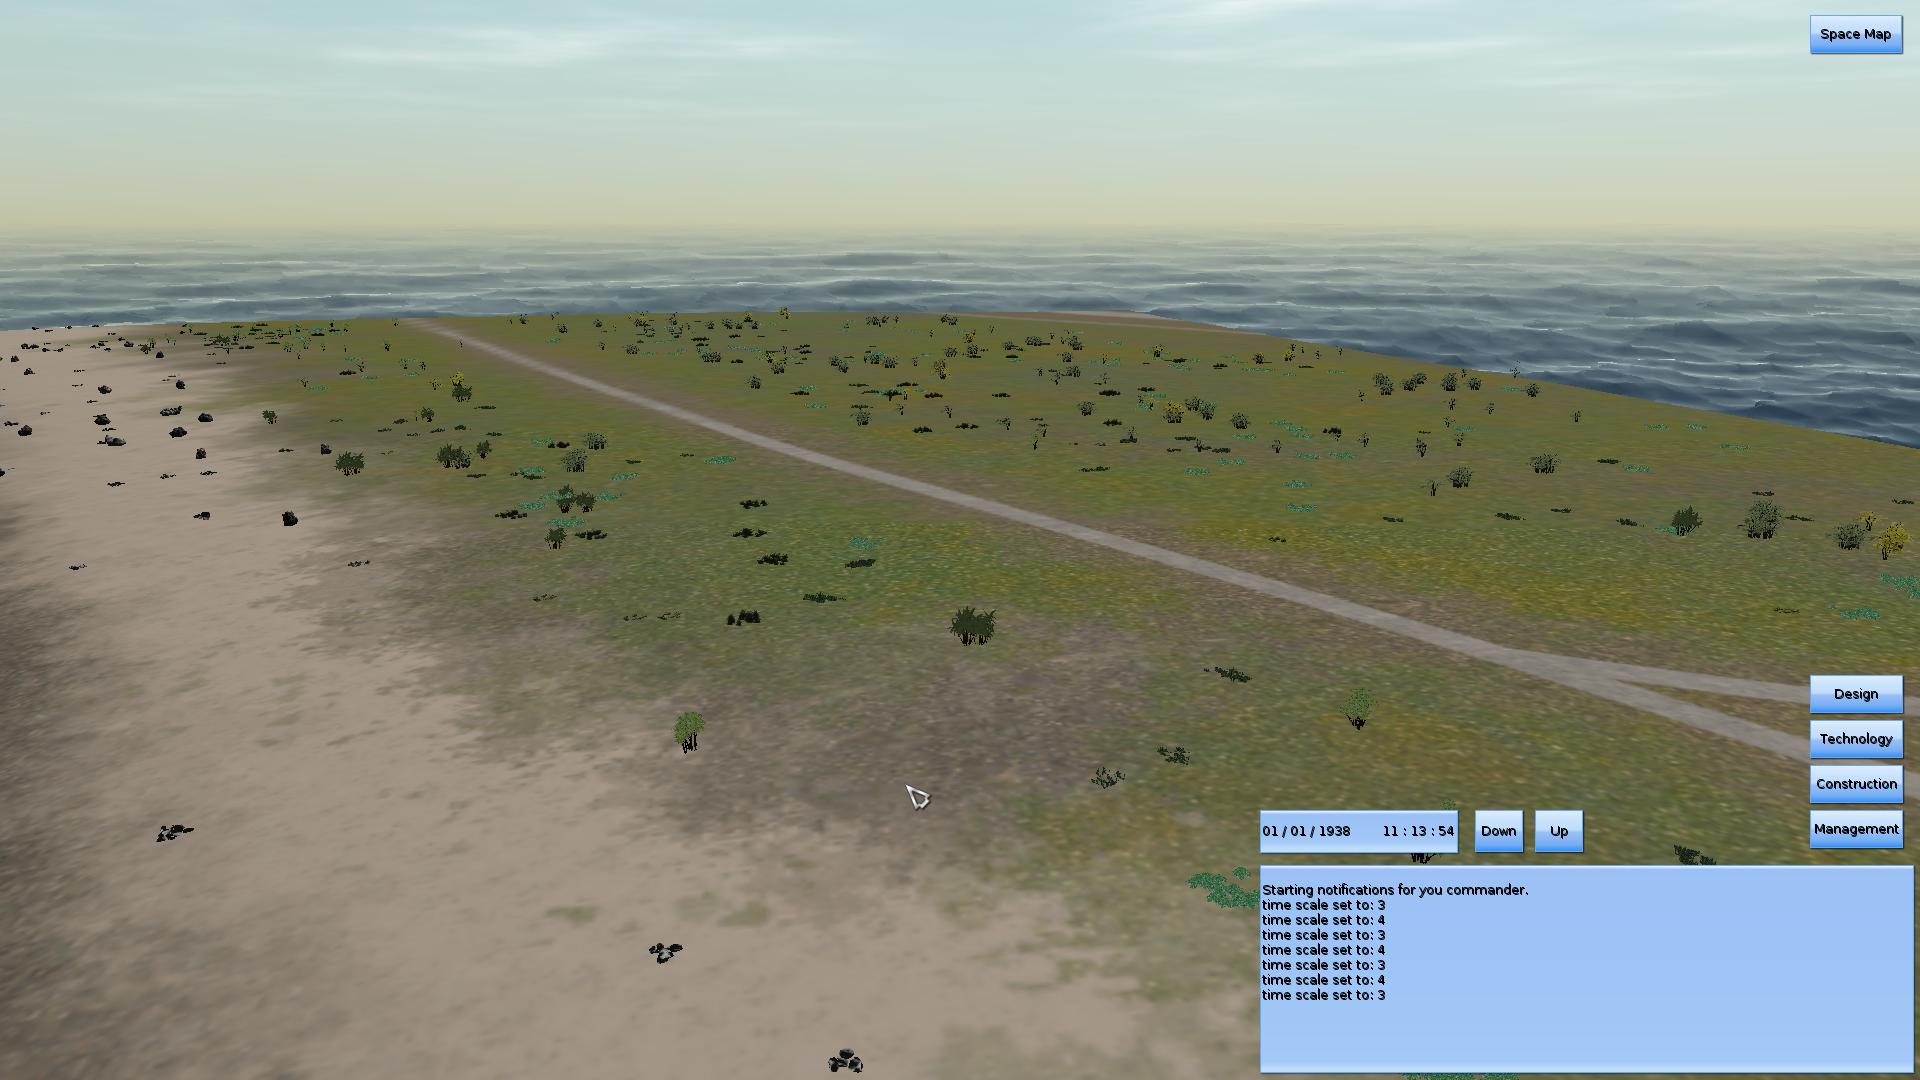 Space Map
Design
Technology
Construction
Management
01 / 01 / 1938 11 : 13 : 54 Down Up
Starting notifications for you commander.
time scale set to: 3
time scale set to: 4
time scale set to: 3
time scale set to: 4
time scale set to: 3
time scale set to: 4
time scale set to: 3